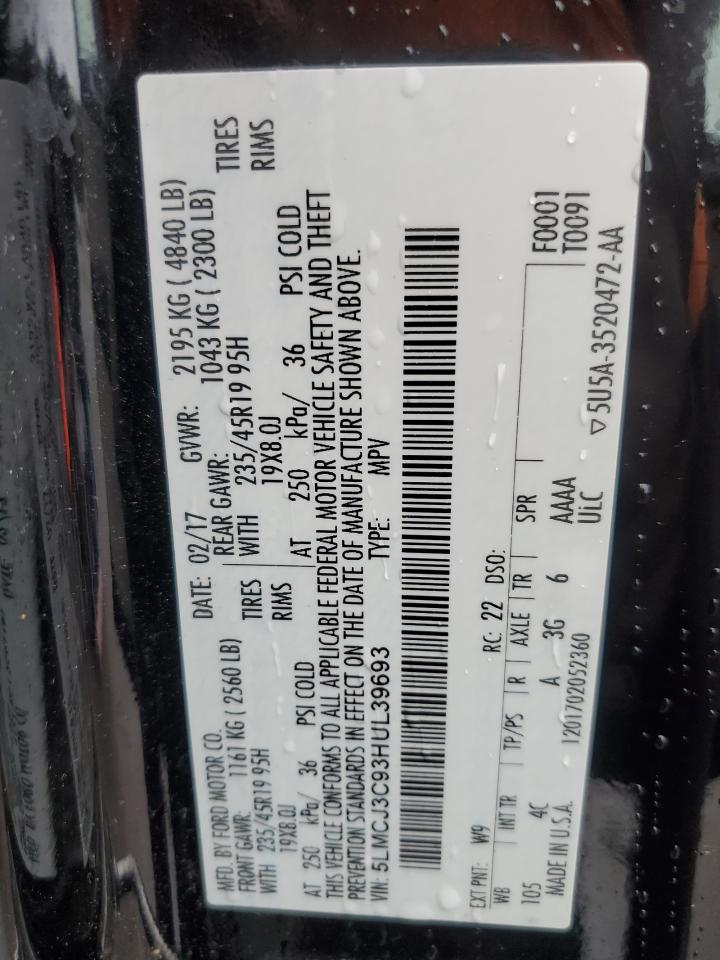 MFD. BY FORD MOTOR CO.
DATE: 02/17 GVWR: 2195 KG ( 4840 LB)
FRONT GAWR: 1161 KG ( 2560 LB) REAR GAWR: 1043 KG ( 2300 LB)
WITH 235/45R19 95H TIRES WITH 235/45R19 95H TIRES
19X8.0J RIMS 19X8.0J RIMS
AT 250 kPa/ 36 PSI COLD AT 250 kPa/ 36 PSI COLD
THIS VEHICLE CONFORMS TO ALL APPLICABLE FEDERAL MOTOR VEHICLE SAFETY AND THEFT
PREVENTION STANDARDS IN EFFECT ON THE DATE OF MANUFACTURE SHOWN ABOVE.
VIN: 5LMCJ3C93HUL39693 TYPE: MPV
EXT PNT: W9 RC: 22 DSO:
WB INT TR TP/PS R AXLE TR SPR F0001
105 4C A 3G 6 AAAA T0091
UiC
MADE IN U.S.A. 1201702052360 ▽5U5A-3520472-AA